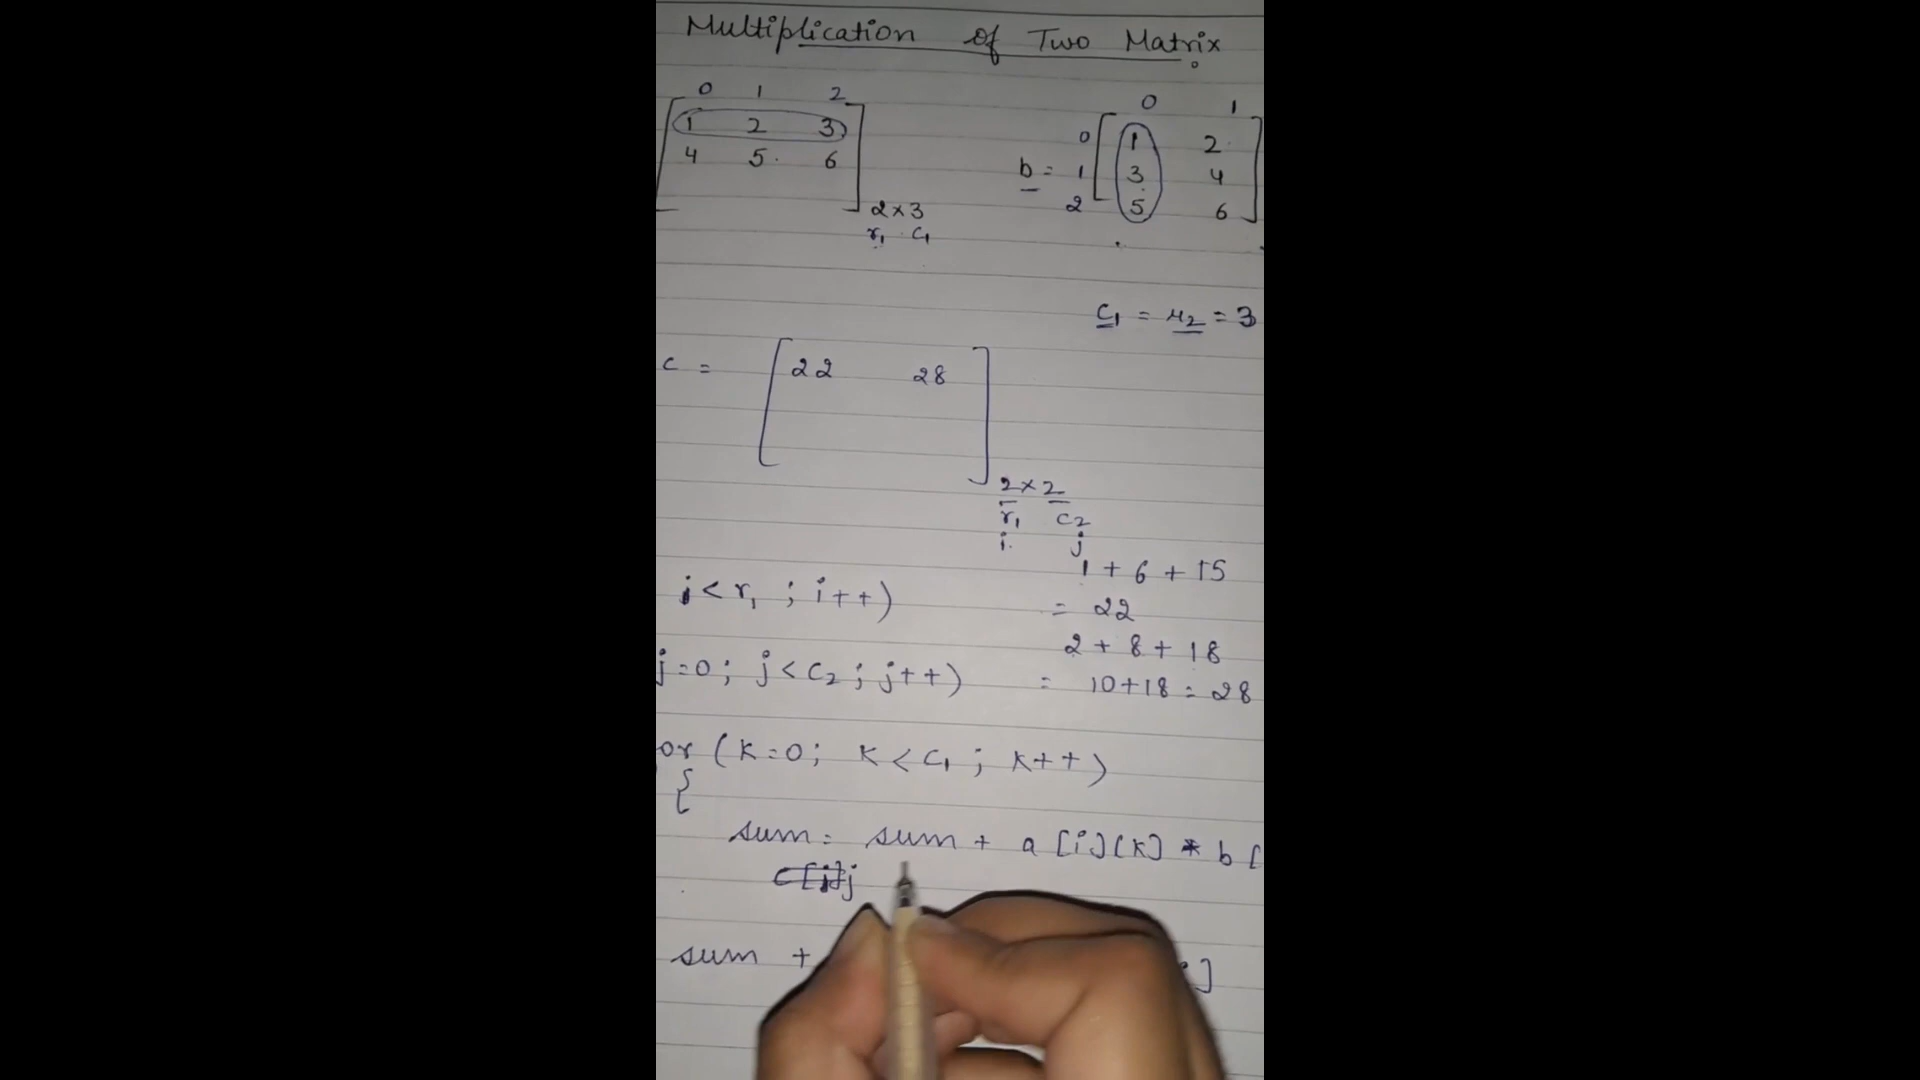 Multiplication of Two Matrix
0 1 2
1 2 3
4 5 6
2 × 3
r₁ c₁
0 1
b = 0 1 2
1 3 4
2 5 6
c₁ = r₂ = 3
c = 22 28
2 × 2
r₁ c₂
i j
1 + 6 + 15
= 22
2 + 8 + 18
= 10 + 18 = 28
i < r₁ ; i++)
j = 0 ; j < c₂ ; j++)
or (k = 0 ; k < c₁ ; k++)
{
sum = sum + a [i][k] * b [
sum +
]